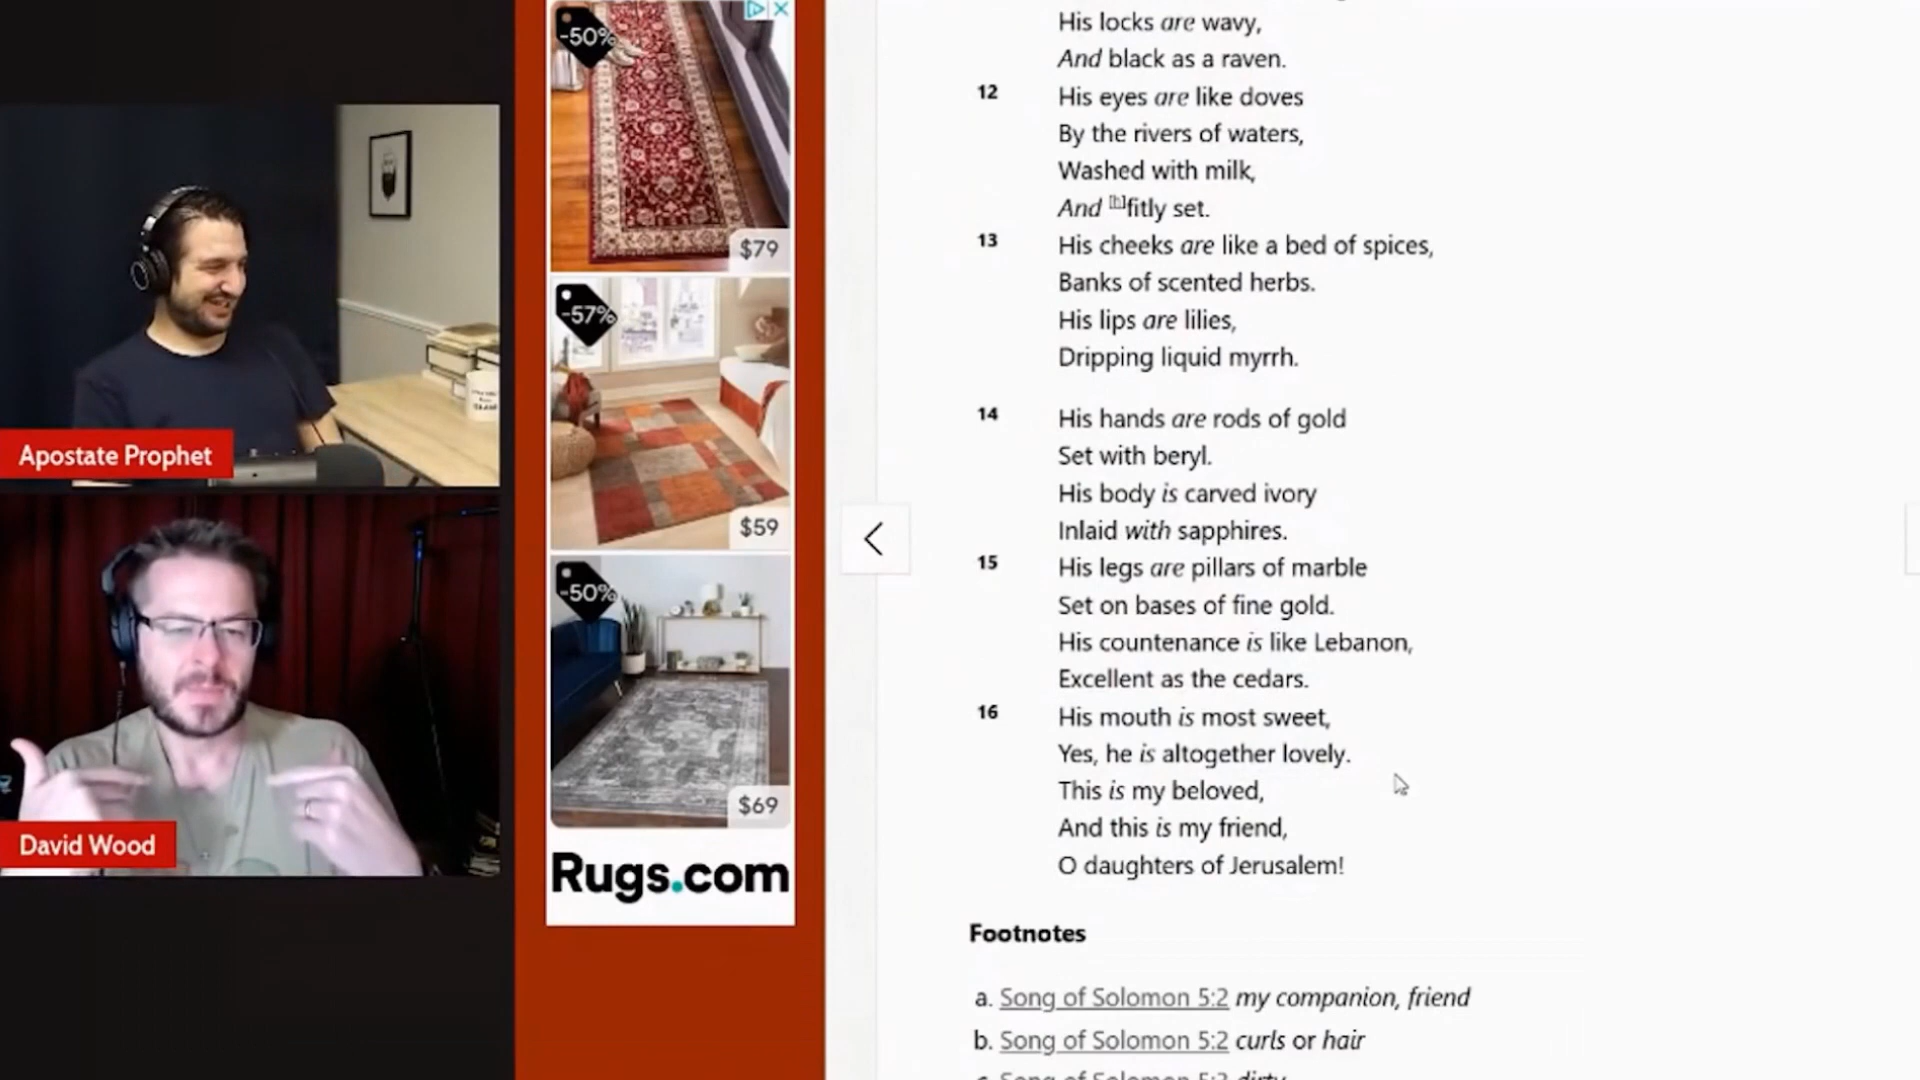 Apostate Prophet
David Wood
-50%
$79
-57%
$59
-50%
$69
Rugs.com
His locks are wavy,
And black as a raven.
12 His eyes are like doves
By the rivers of waters,
Washed with milk,
And [h]fitly set.
13 His cheeks are like a bed of spices,
Banks of scented herbs.
His lips are lilies,
Dripping liquid myrrh.
14 His hands are rods of gold
Set with beryl.
His body is carved ivory
Inlaid with sapphires.
15 His legs are pillars of marble
Set on bases of fine gold.
His countenance is like Lebanon,
Excellent as the cedars.
16 His mouth is most sweet,
Yes, he is altogether lovely.
This is my beloved,
And this is my friend,
O daughters of Jerusalem!
Footnotes
a. Song of Solomon 5:2 my companion, friend
b. Song of Solomon 5:2 curls or hair
c. Song of Solomon 5:3 dirty